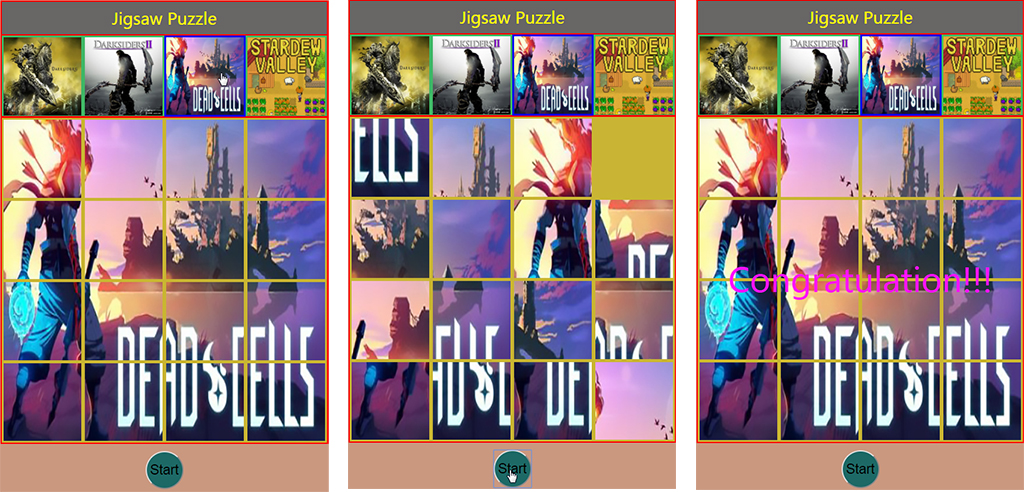 Jigsaw Puzzle
DARKSIDERS II
STARDEW
VALLEY
DEAD CELLS
DEAD CELLS
Start
Jigsaw Puzzle
DARKSIDERS II
STARDEW
VALLEY
DEAD CELLS
ELLS
Start
Jigsaw Puzzle
DARKSIDERS II
STARDEW
VALLEY
DEAD CELLS
Congratulation!!!
DEAD CELLS
Start